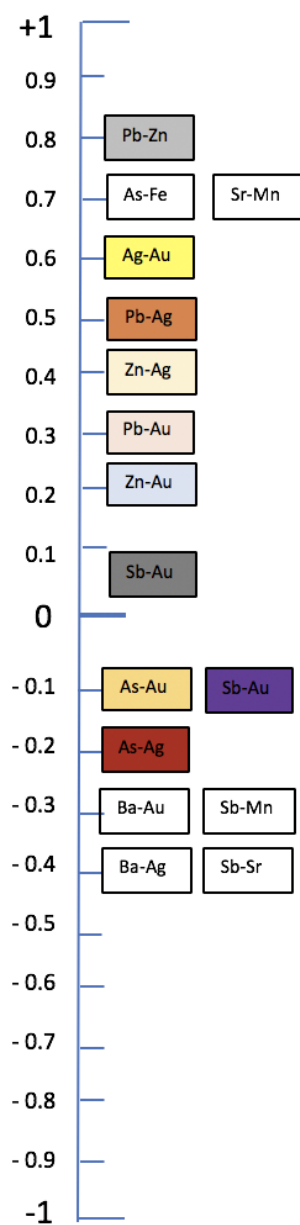 +1
0.9
0.8 Pb-Zn
0.7 As-Fe Sr-Mn
0.6 Ag-Au
0.5 Pb-Ag
0.4 Zn-Ag
0.3 Pb-Au
0.2 Zn-Au
0.1 Sb-Au
0
- 0.1 As-Au Sb-Au
- 0.2 As-Ag
- 0.3 Ba-Au Sb-Mn
- 0.4 Ba-Ag Sb-Sr
- 0.5
- 0.6
- 0.7
- 0.8
- 0.9
-1